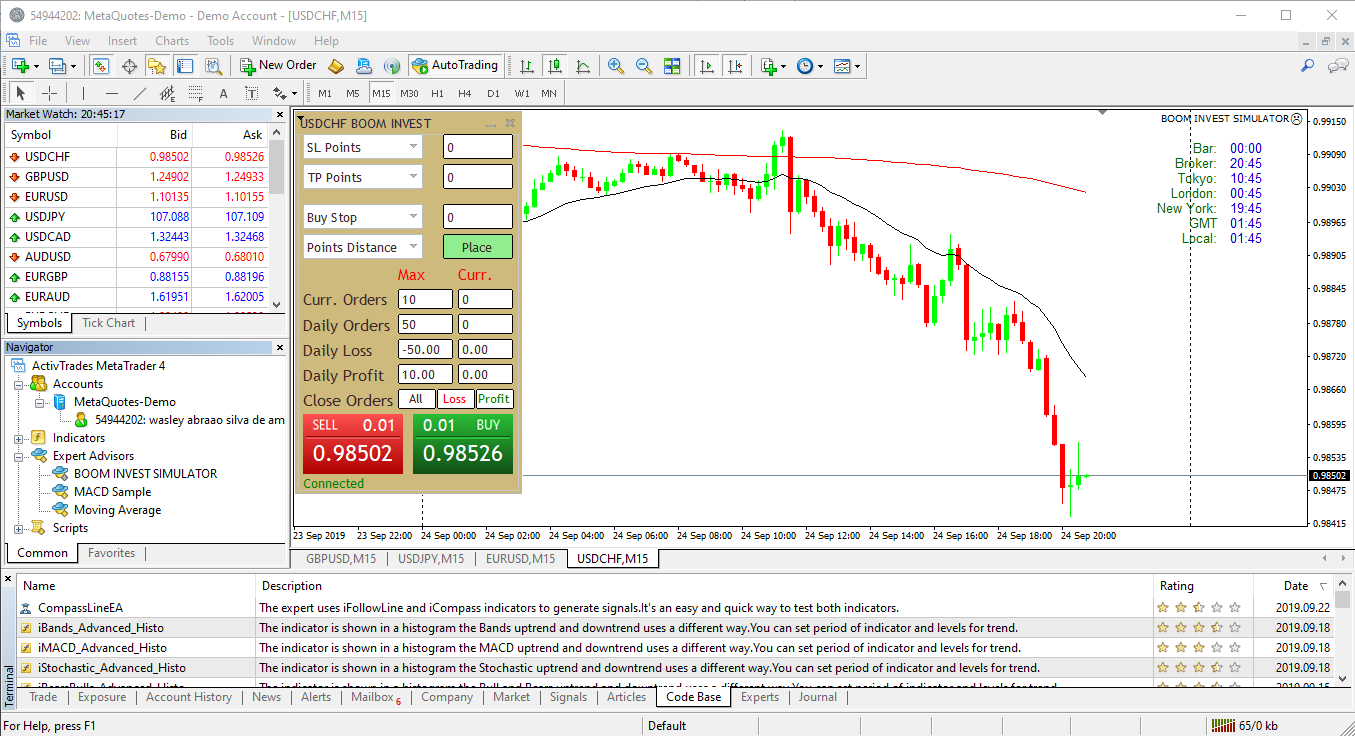 54944202: MetaQuotes-Demo - Demo Account - [USDCHF,M15]
File View Insert Charts Tools Window Help
New Order AutoTrading
A T M1 M5 M15 M30 H1 H4 D1 W1 MN
Market Watch: 20:45:17
Symbol Bid Ask
USDCHF 0.98502 0.98526
GBPUSD 1.24902 1.24933
EURUSD 1.10135 1.10155
USDJPY 107.088 107.109
USDCAD 1.32443 1.32468
AUDUSD 0.67990 0.68010
EURGBP 0.88155 0.88196
EURAUD 1.61951 1.62005
Symbols Tick Chart
Navigator
ActivTrades MetaTrader 4
Accounts
MetaQuotes-Demo
54944202: wasley abraao silva de am
Indicators
Expert Advisors
BOOM INVEST SIMULATOR
MACD Sample
Moving Average
Scripts
Common Favorites
USDCHF BOOM INVEST
SL Points 0
TP Points 0
Buy Stop 0
Points Distance Place
Max Curr.
Curr. Orders 10 0
Daily Orders 50 0
Daily Loss -50.00 0.00
Daily Profit 10.00 0.00
Close Orders All Loss Profit
SELL 0.01 0.01 BUY
0.98502 0.98526
Connected
BOOM INVEST SIMULATOR
Bar: 00:00
Broker: 20:45
Tokyo: 10:45
London: 00:45
New York: 19:45
GMT 01:45
Local: 01:45
0.99150
0.99090
0.99030
0.98965
0.98905
0.98845
0.98780
0.98720
0.98660
0.98595
0.98535
0.98502
0.98475
0.98415
23 Sep 2019 23 Sep 22:00 24 Sep 00:00 24 Sep 02:00 24 Sep 04:00 24 Sep 06:00 24 Sep 08:00 24 Sep 10:00 24 Sep 12:00 24 Sep 14:00 24 Sep 16:00 24 Sep 18:00 24 Sep 20:00
GBPUSD,M15 USDJPY,M15 EURUSD,M15 USDCHF,M15
Name Description Rating Date
CompassLineEA The expert uses iFollowLine and iCompass indicators to generate signals.It's an easy and quick way to test both indicators. 2019.09.22
iBands_Advanced_Histo The indicator is shown in a histogram the Bands uptrend and downtrend uses a different way.You can set period of indicator and levels for trend. 2019.09.18
iMACD_Advanced_Histo The indicator is shown in a histogram the MACD uptrend and downtrend uses a different way.You can set period of indicator and levels for trend. 2019.09.18
iStochastic_Advanced_Histo The indicator is shown in a histogram the Stochastic uptrend and downtrend uses a different way.You can set period of indicator and levels for trend. 2019.09.18
Terminal
Trade Exposure Account History News Alerts Mailbox 6 Company Market Signals Articles Code Base Experts Journal
For Help, press F1 Default 65/0 kb